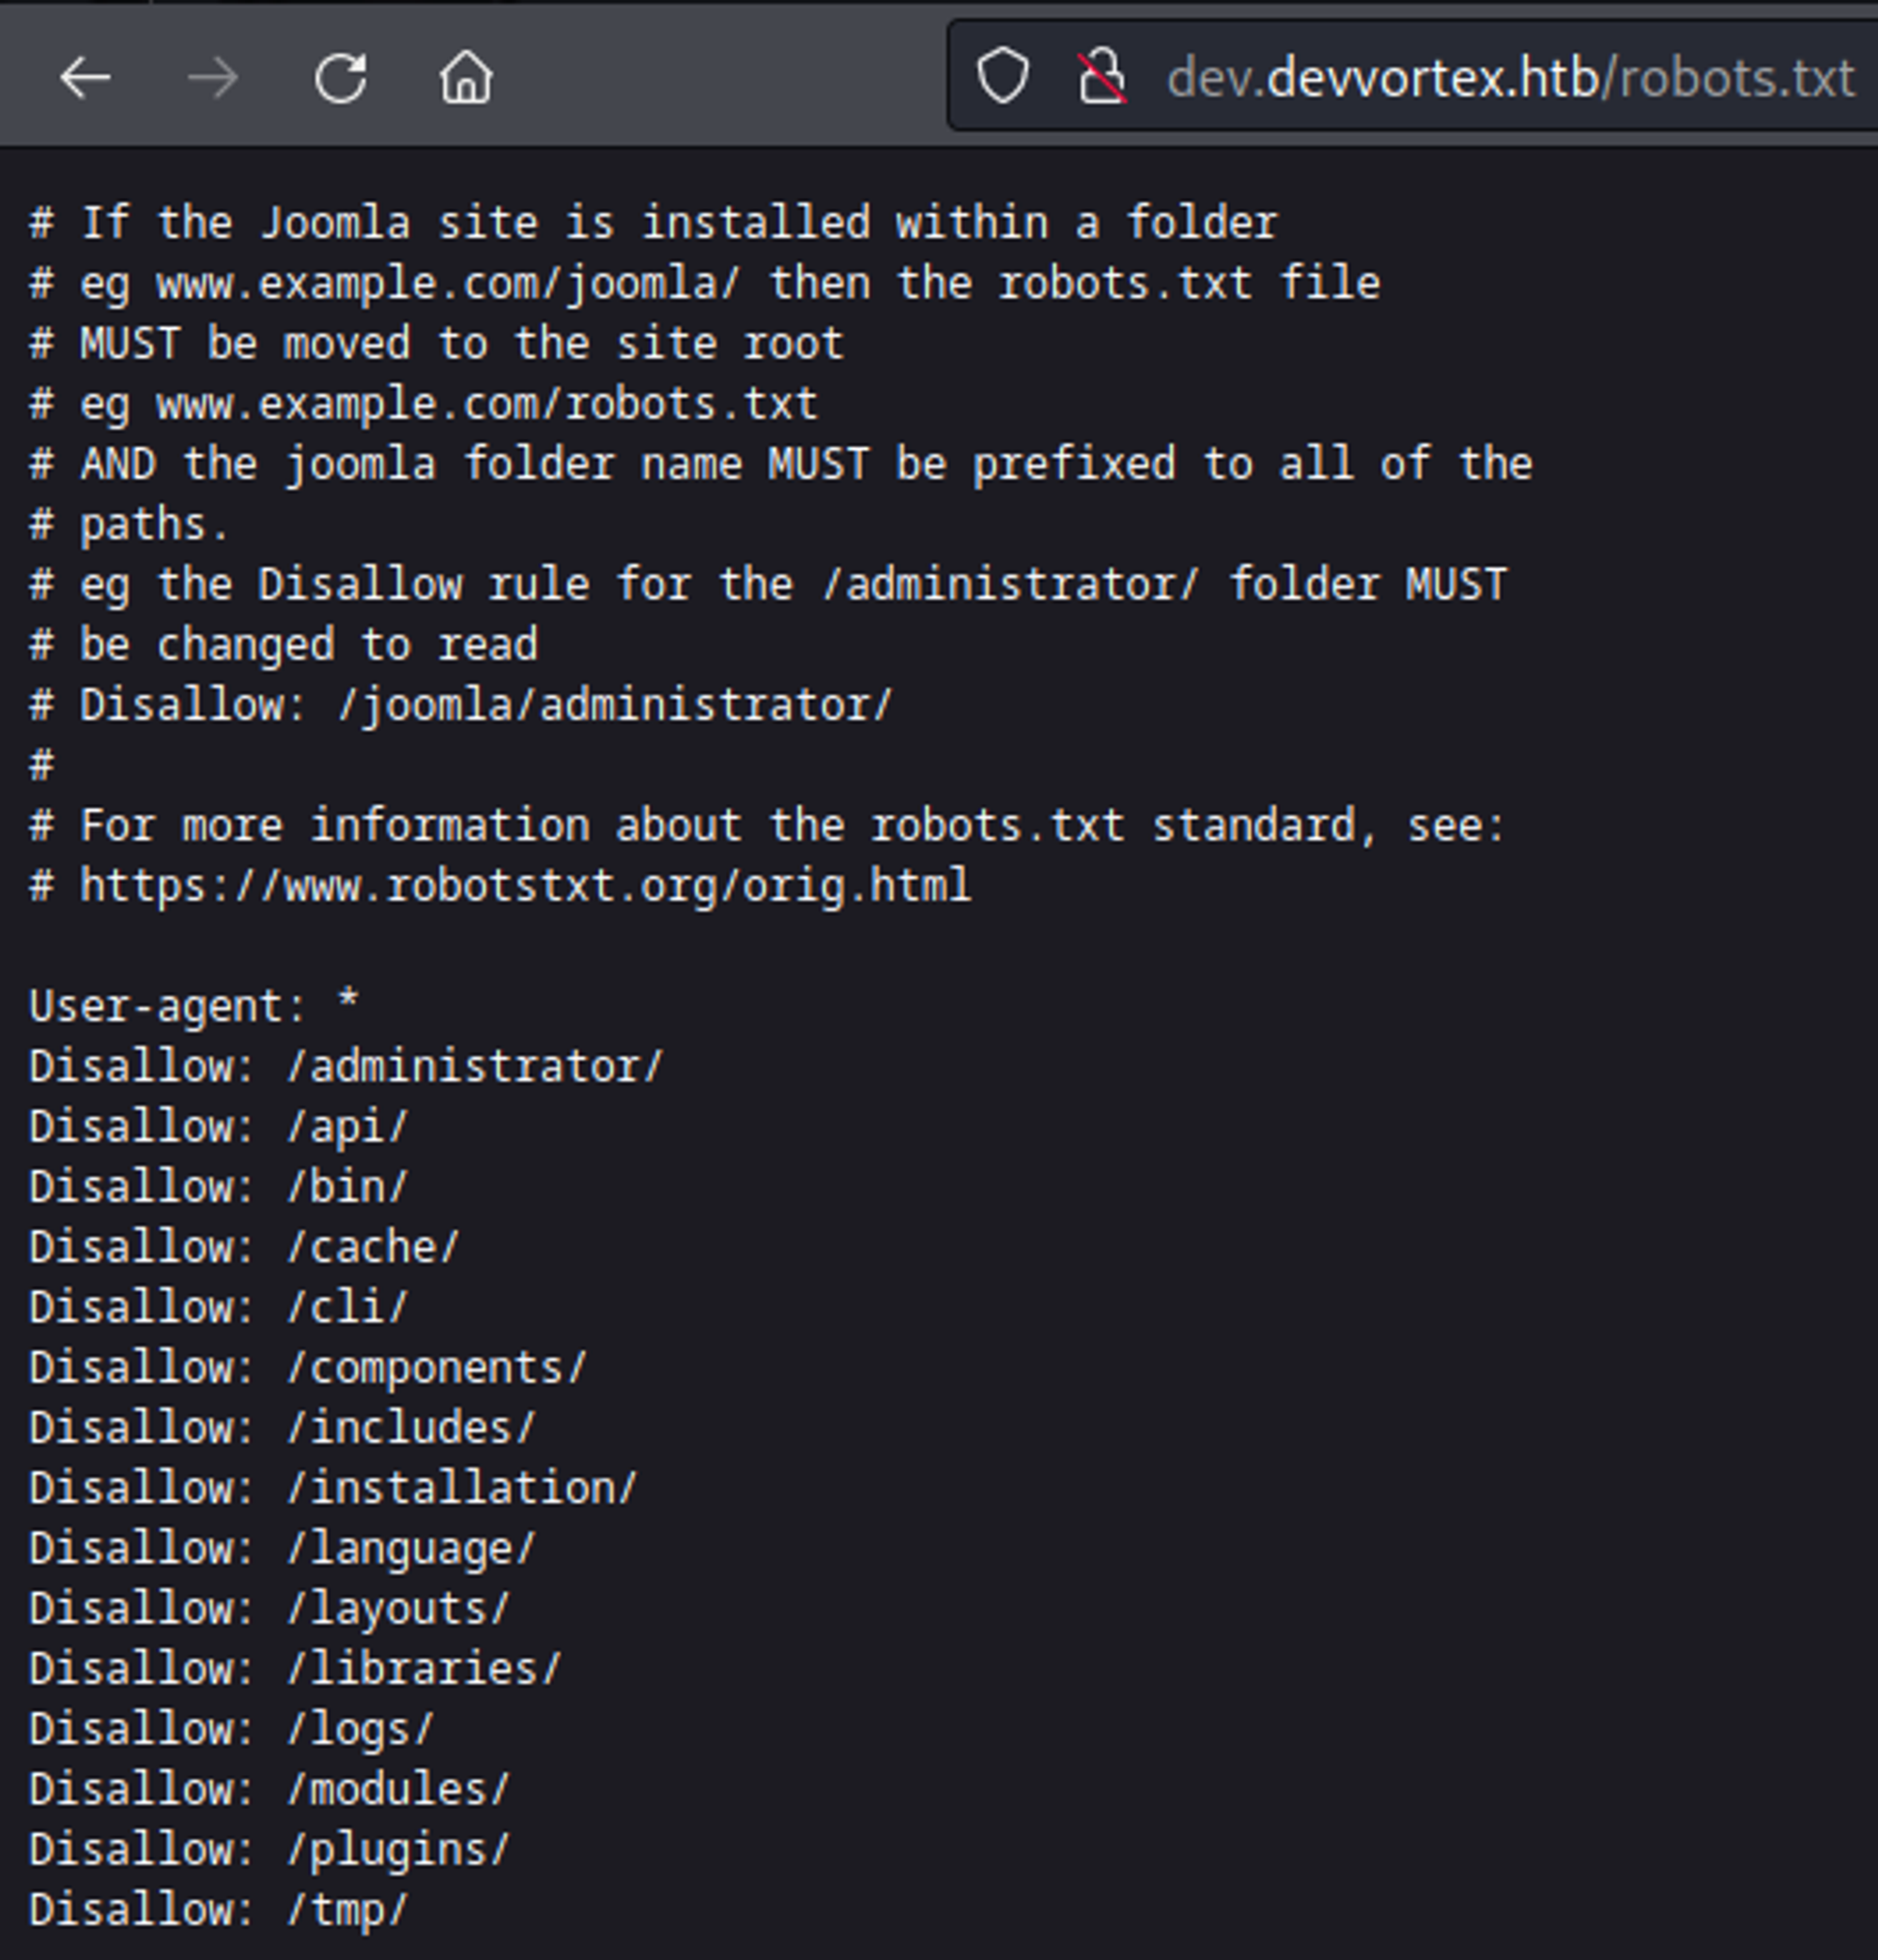 dev.devvortex.htb/robots.txt
# If the Joomla site is installed within a folder
# eg www.example.com/joomla/ then the robots.txt file
# MUST be moved to the site root
# eg www.example.com/robots.txt
# AND the joomla folder name MUST be prefixed to all of the
# paths.
# eg the Disallow rule for the /administrator/ folder MUST
# be changed to read
# Disallow: /joomla/administrator/
#
# For more information about the robots.txt standard, see:
# https://www.robotstxt.org/orig.html
User-agent: *
Disallow: /administrator/
Disallow: /api/
Disallow: /bin/
Disallow: /cache/
Disallow: /cli/
Disallow: /components/
Disallow: /includes/
Disallow: /installation/
Disallow: /language/
Disallow: /layouts/
Disallow: /libraries/
Disallow: /logs/
Disallow: /modules/
Disallow: /plugins/
Disallow: /tmp/